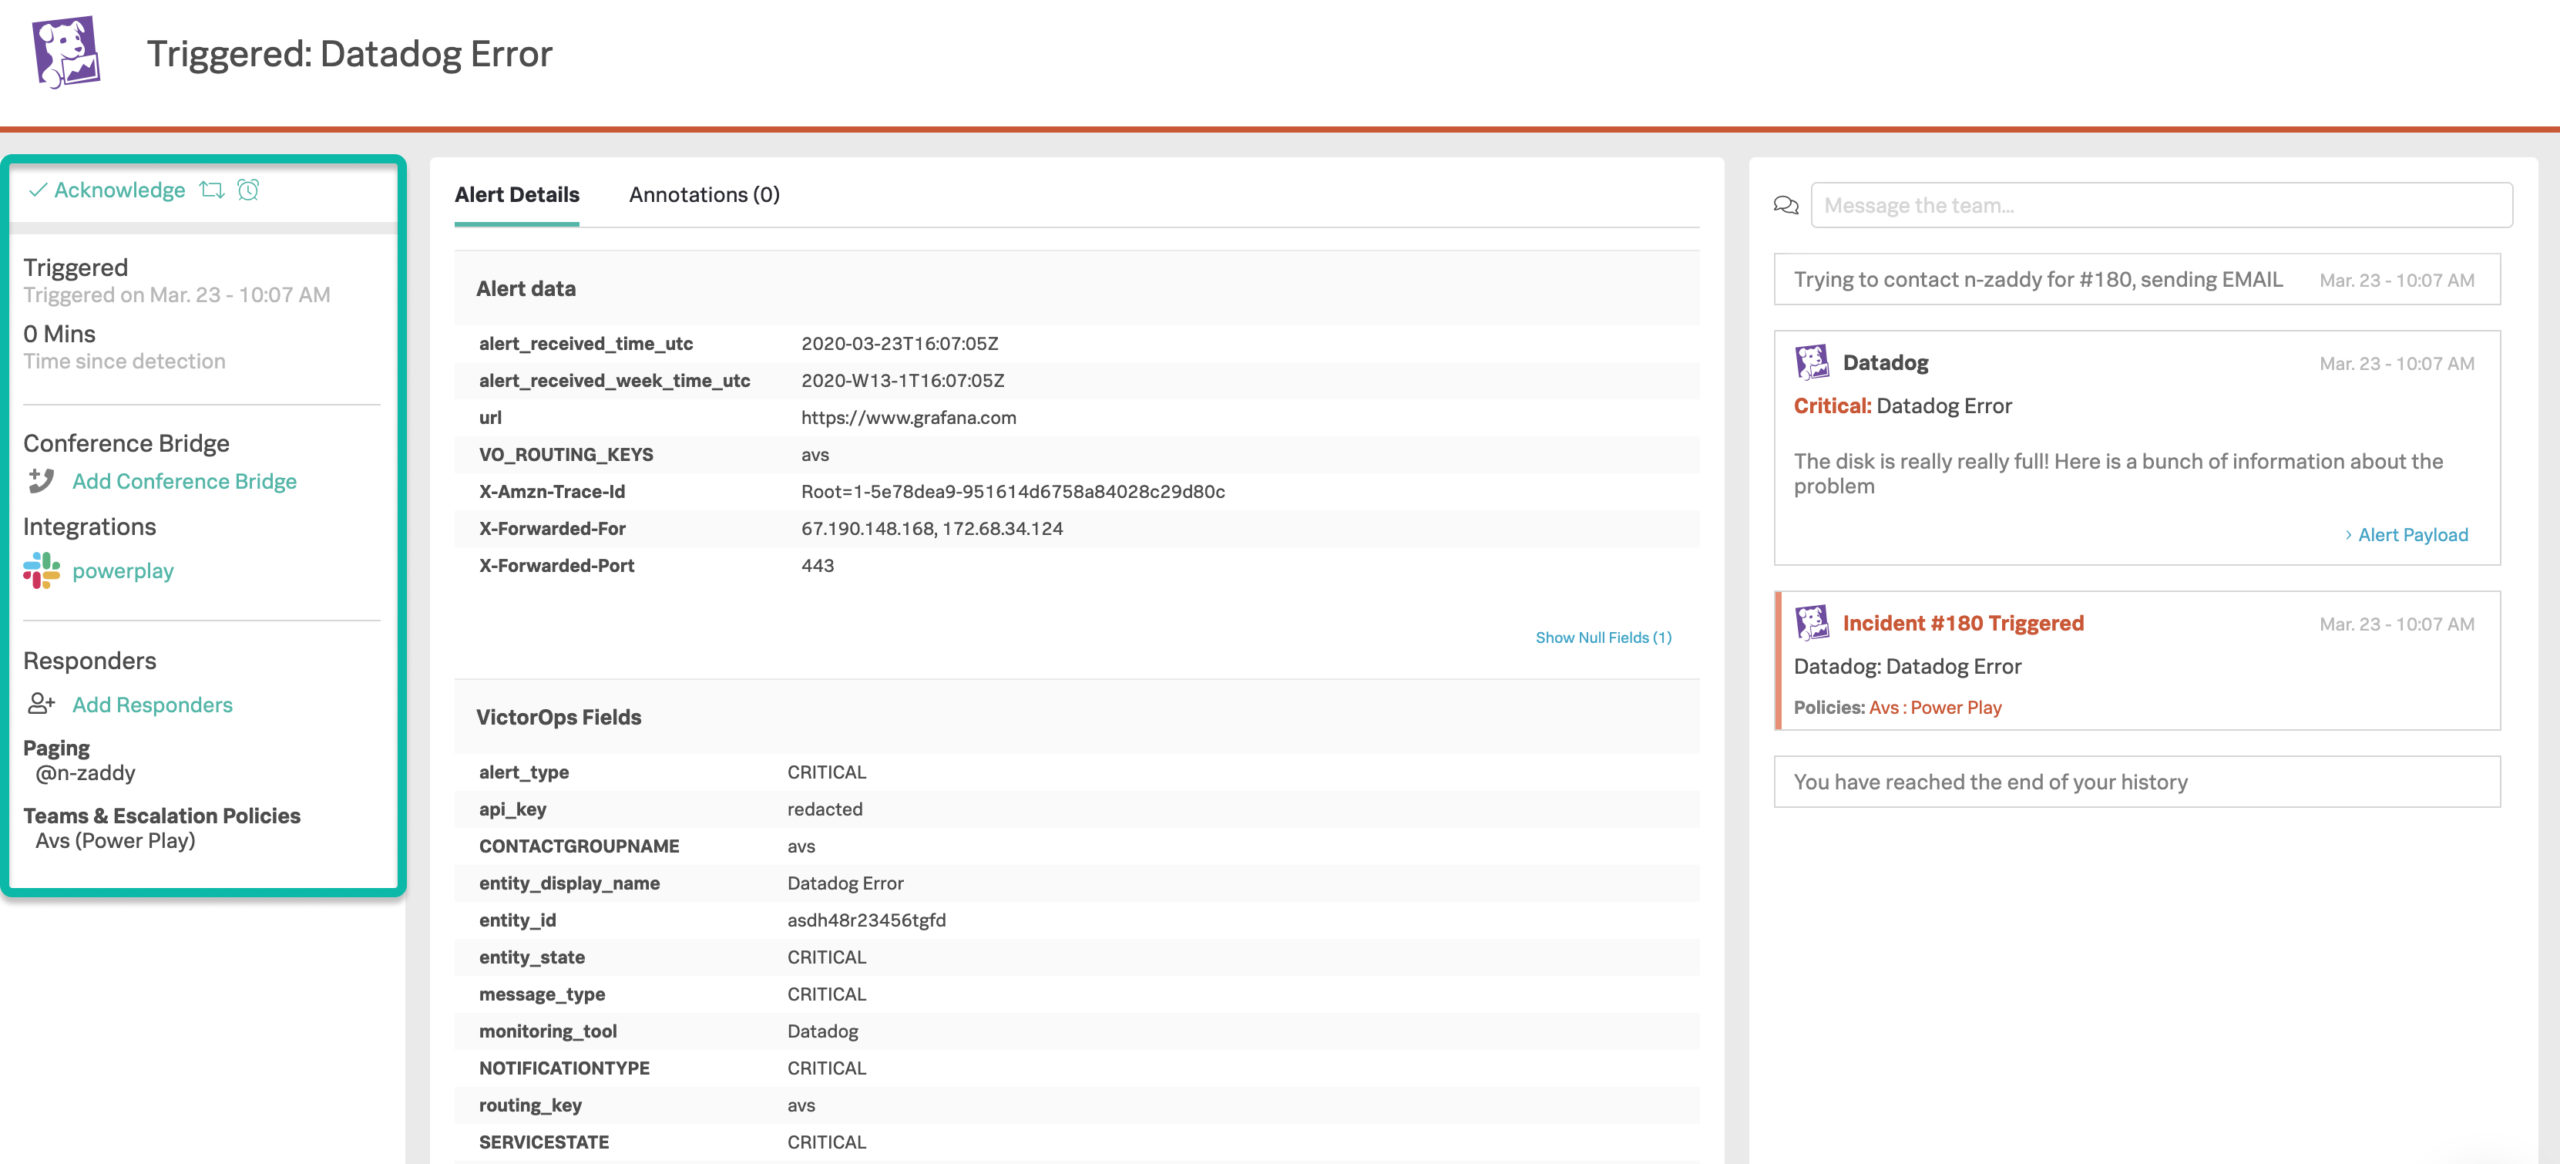 Triggered: Datadog Error
Acknowledge
Triggered
Triggered on Mar. 23 - 10:07 AM
0 Mins
Time since detection
Conference Bridge
Add Conference Bridge
Integrations
powerplay
Responders
Add Responders
Paging
@n-zaddy
Teams & Escalation Policies
Avs (Power Play)
Alert Details Annotations (0)
Alert data
alert_received_time_utc 2020-03-23T16:07:05Z
alert_received_week_time_utc 2020-W13-1T16:07:05Z
url https://www.grafana.com
VO_ROUTING_KEYS avs
X-Amzn-Trace-Id Root=1-5e78dea9-951614d6758a84028c29d80c
X-Forwarded-For 67.190.148.168, 172.68.34.124
X-Forwarded-Port 443
Show Null Fields (1)
VictorOps Fields
alert_type CRITICAL
api_key redacted
CONTACTGROUPNAME avs
entity_display_name Datadog Error
entity_id asdh48r23456tgfd
entity_state CRITICAL
message_type CRITICAL
monitoring_tool Datadog
NOTIFICATIONTYPE CRITICAL
routing_key avs
SERVICESTATE CRITICAL
Message the team...
Trying to contact n-zaddy for #180, sending EMAIL Mar. 23 - 10:07 AM
Datadog Mar. 23 - 10:07 AM
Critical: Datadog Error
The disk is really really full! Here is a bunch of information about the
problem
› Alert Payload
Incident #180 Triggered Mar. 23 - 10:07 AM
Datadog: Datadog Error
Policies: Avs : Power Play
You have reached the end of your history